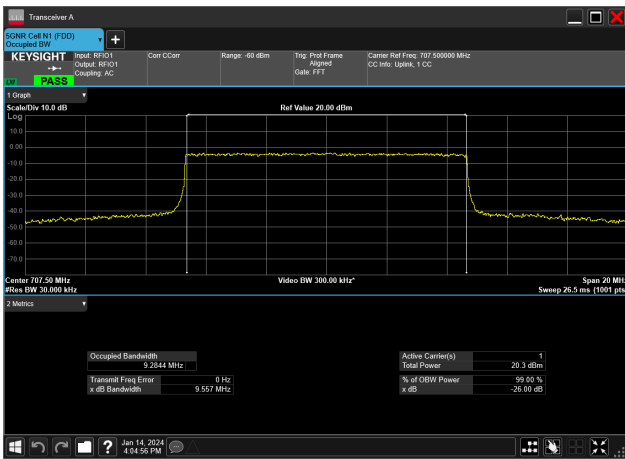 Transceiver A
5GNR Cell N1 (FDD)
Occupied BW
KEYSIGHT
PASS
Input: RFIO1
Output: RFIO1
Coupling: AC
Corr CCorr
Range: -60 dBm
Trig: Prot Frame
Aligned
Gate: FFT
Carrier Ref Freq: 707.500000 MHz
CC Info: Uplink, 1 CC
1 Graph
Scale/Div 10.0 dB
Ref Value 20.00 dBm
Log
10.0
0.00
-10.0
-20.0
-30.0
-40.0
-50.0
-60.0
-70.0
Center 707.50 MHz
Video BW 300.00 kHz*
Span 20 MHz
#Res BW 30.000 kHz
Sweep 26.5 ms (1001 pts
2 Metrics
Occupied Bandwidth
9.2844 MHz
Active Carrier(s) 1
Total Power 20.3 dBm
Transmit Freq Error 0 Hz
x dB Bandwidth 9.557 MHz
% of OBW Power 99.00 %
x dB -26.00 dB
?
Jan 14, 2024
4:04:56 PM